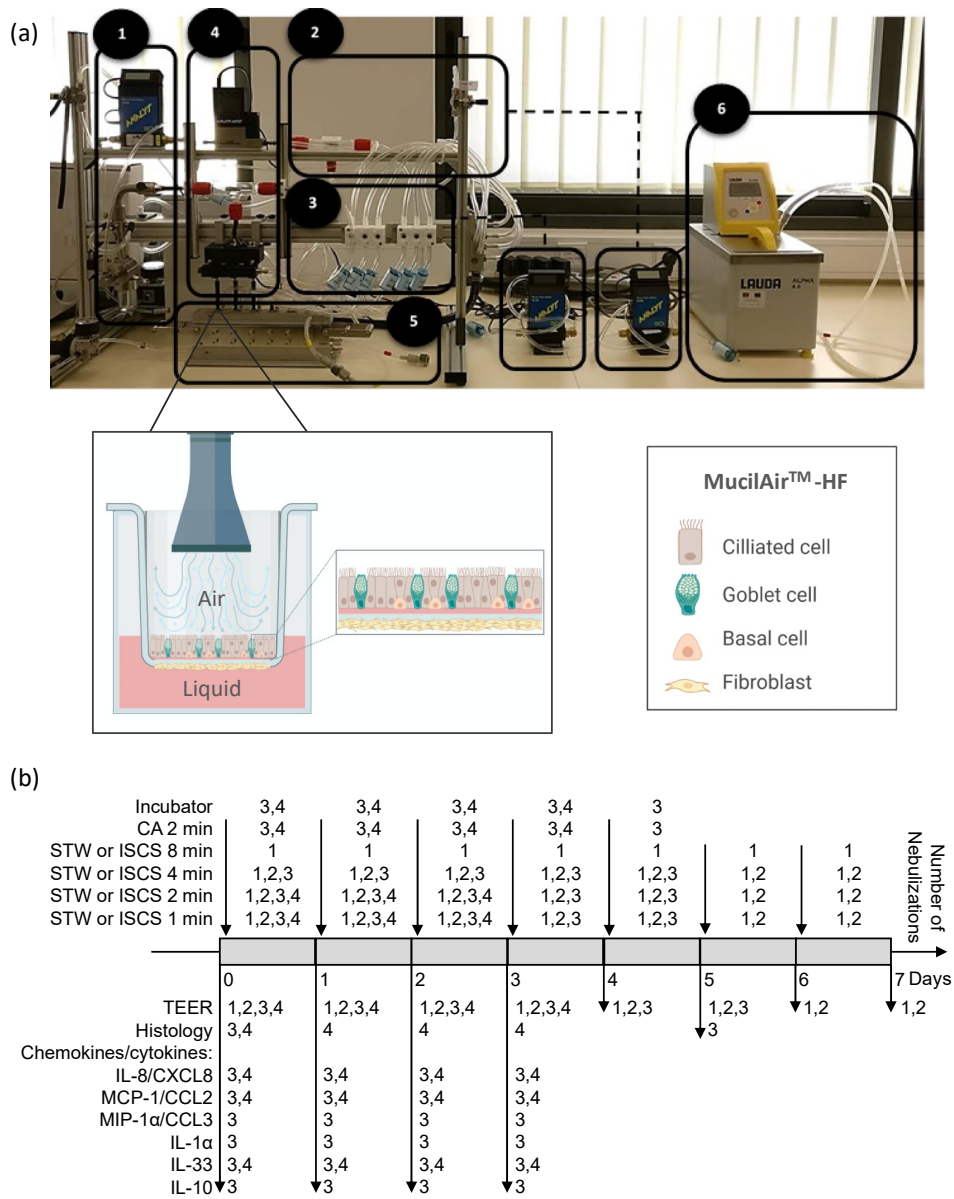 (a)
1
4
2
6
3
5
ANALYT
LAUDA
ALPHA
Air
Liquid
MucilAir™-HF
Cilliated cell
Goblet cell
Basal cell
Fibroblast
(b)
Incubator 3,4 3,4 3,4 3,4 3
CA 2 min 3,4 3,4 3,4 3,4 3
STW or ISCS 8 min 1 1 1 1 1 1 1
STW or ISCS 4 min 1,2,3 1,2,3 1,2,3 1,2,3 1,2,3 1,2 1,2
STW or ISCS 2 min 1,2,3,4 1,2,3,4 1,2,3,4 1,2,3 1,2,3 1,2 1,2
STW or ISCS 1 min 1,2,3,4 1,2,3,4 1,2,3,4 1,2,3 1,2,3 1,2 1,2
Number of
Nebulizations
0 1 2 3 4 5 6 7 Days
TEER 1,2,3,4 1,2,3,4 1,2,3,4 1,2,3,4 1,2,3 1,2,3 1,2 1,2
Histology 3,4 4 4 4 3
Chemokines/cytokines:
IL-8/CXCL8 3,4 3,4 3,4 3,4
MCP-1/CCL2 3,4 3,4 3,4 3,4
MIP-1α/CCL3 3 3 3 3
IL-1α 3 3 3 3
IL-33 3,4 3,4 3,4 3,4
IL-10 3 3 3 3